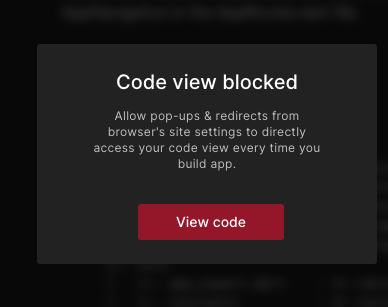 Code view blocked
Allow pop-ups & redirects from
browser's site settings to directly
access your code view every time you
build app.
View code